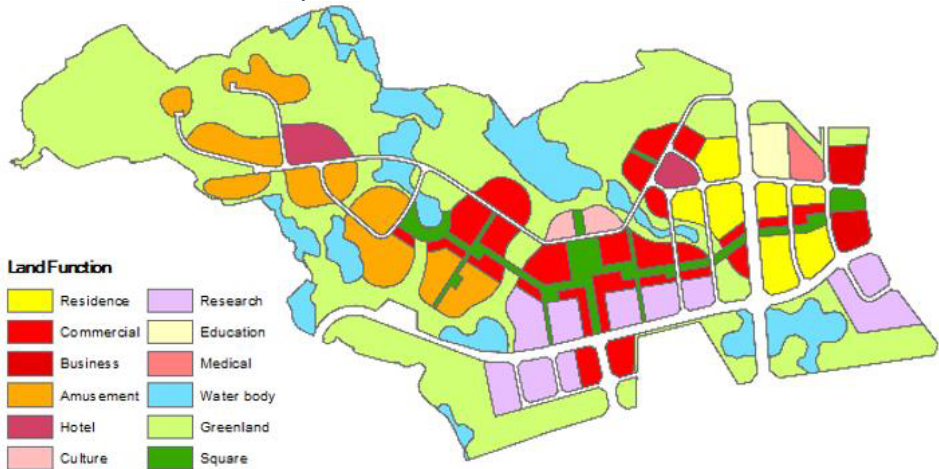 Land Function
Residence
Research
Commercial
Education
Business
Medical
Amusement
Water body
Hotel
Greenland
Culture
Square